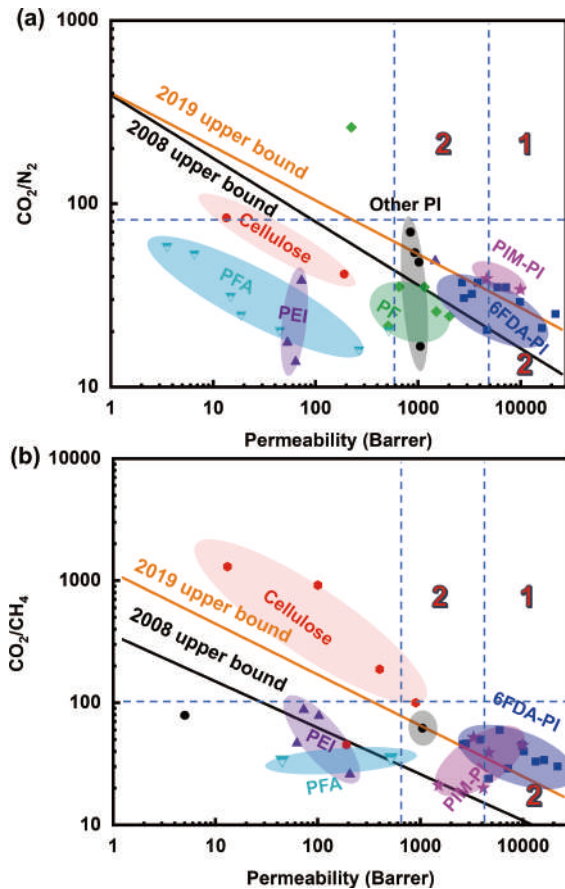 (a)
1000
100
10
CO2/N2
2019 upper bound
2008 upper bound
2
1
Other PI
Cellulose
PIM-PI
PFA
PEI
PF
6FDA-PI
2
1
10
100
1000
10000
Permeability (Barrer)
(b)
10000
1000
100
10
CO2/CH4
2
1
Cellulose
2019 upper bound
2008 upper bound
6FDA-PI
PEI
PFA
PIM-PI
2
1
10
100
1000
10000
Permeability (Barrer)